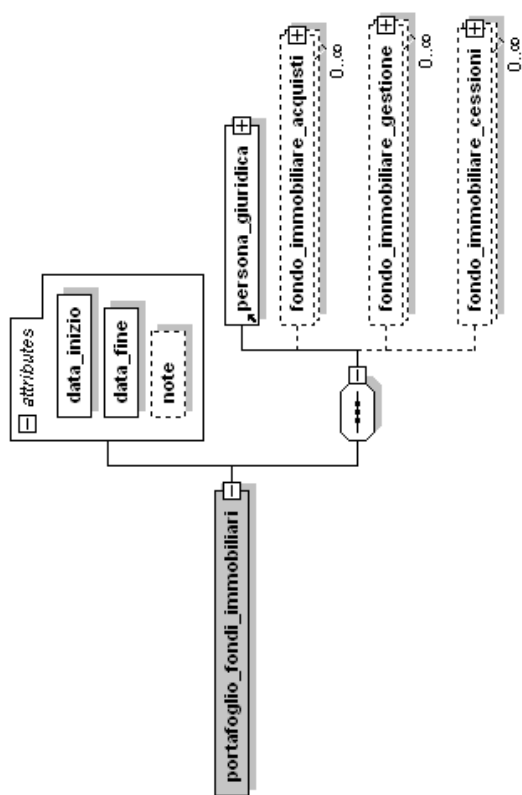 portafoglio_fondi_immobiliari
attributes
data_inizio
data_fine
note
persona_giuridica
fondo_immobiliare_acquisti
0..∞
fondo_immobiliare_gestione
0..∞
fondo_immobiliare_cessioni
0..∞